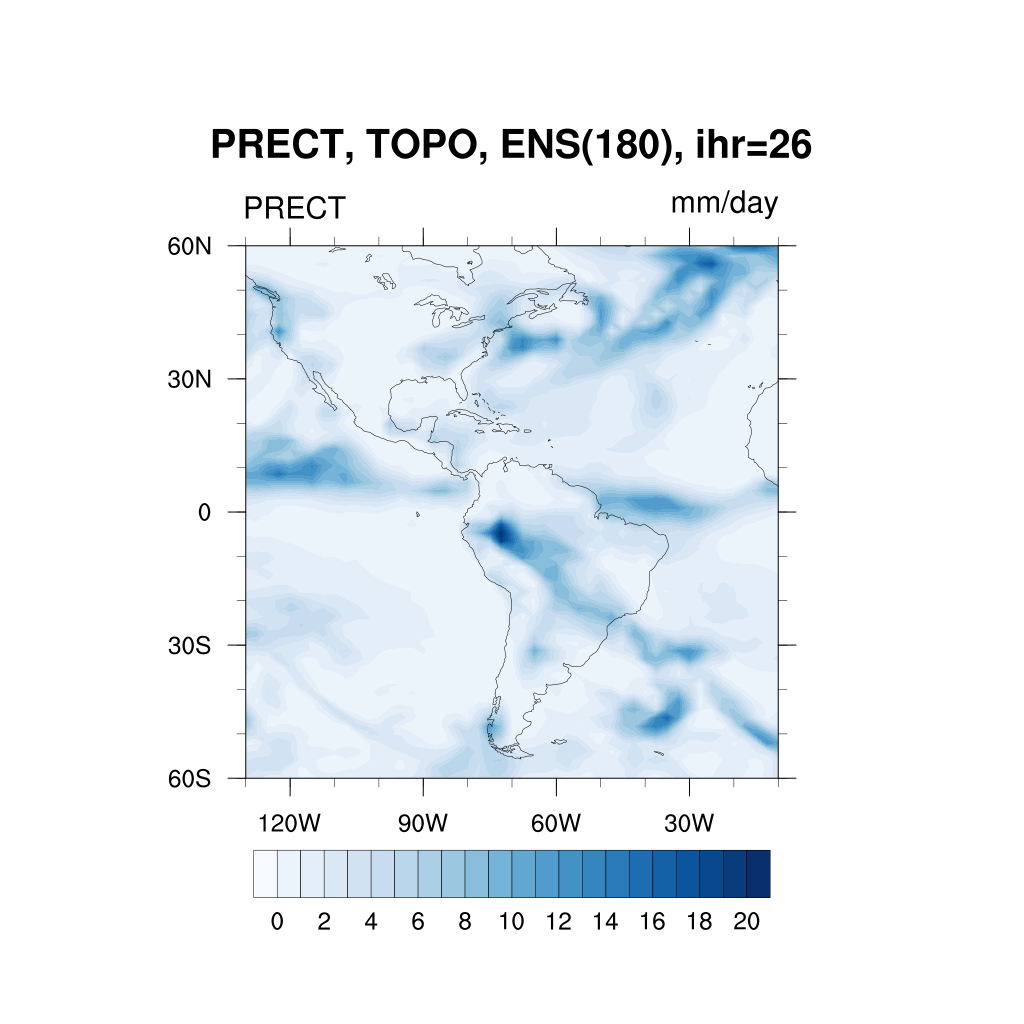 PRECT, TOPO, ENS(180), ihr=26
PRECT mm/day
60N
30N
0
30S
60S
120W 90W 60W 30W
0 2 4 6 8 10 12 14 16 18 20